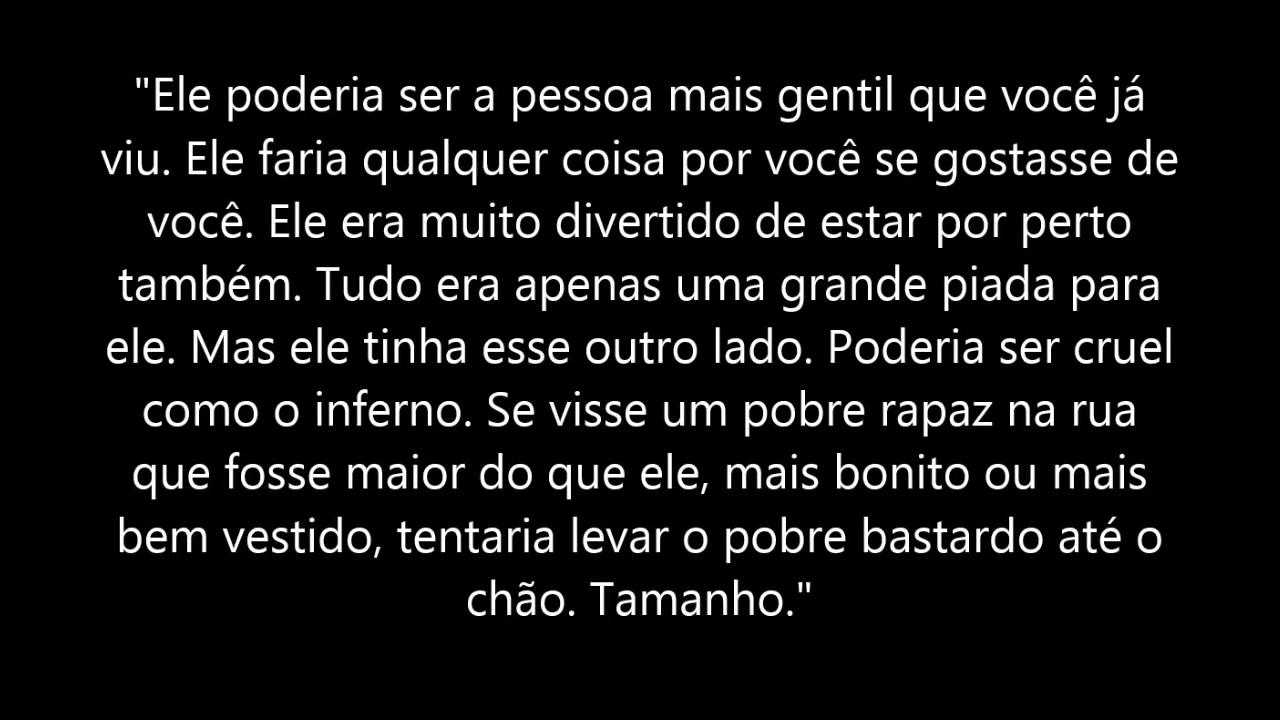 "Ele poderia ser a pessoa mais gentil que você já
viu. Ele faria qualquer coisa por você se gostasse de
você. Ele era muito divertido de estar por perto
também. Tudo era apenas uma grande piada para
ele. Mas ele tinha esse outro lado. Poderia ser cruel
como o inferno. Se visse um pobre rapaz na rua
que fosse maior do que ele, mais bonito ou mais
bem vestido, tentaria levar o pobre bastardo até o
chão. Tamanho."